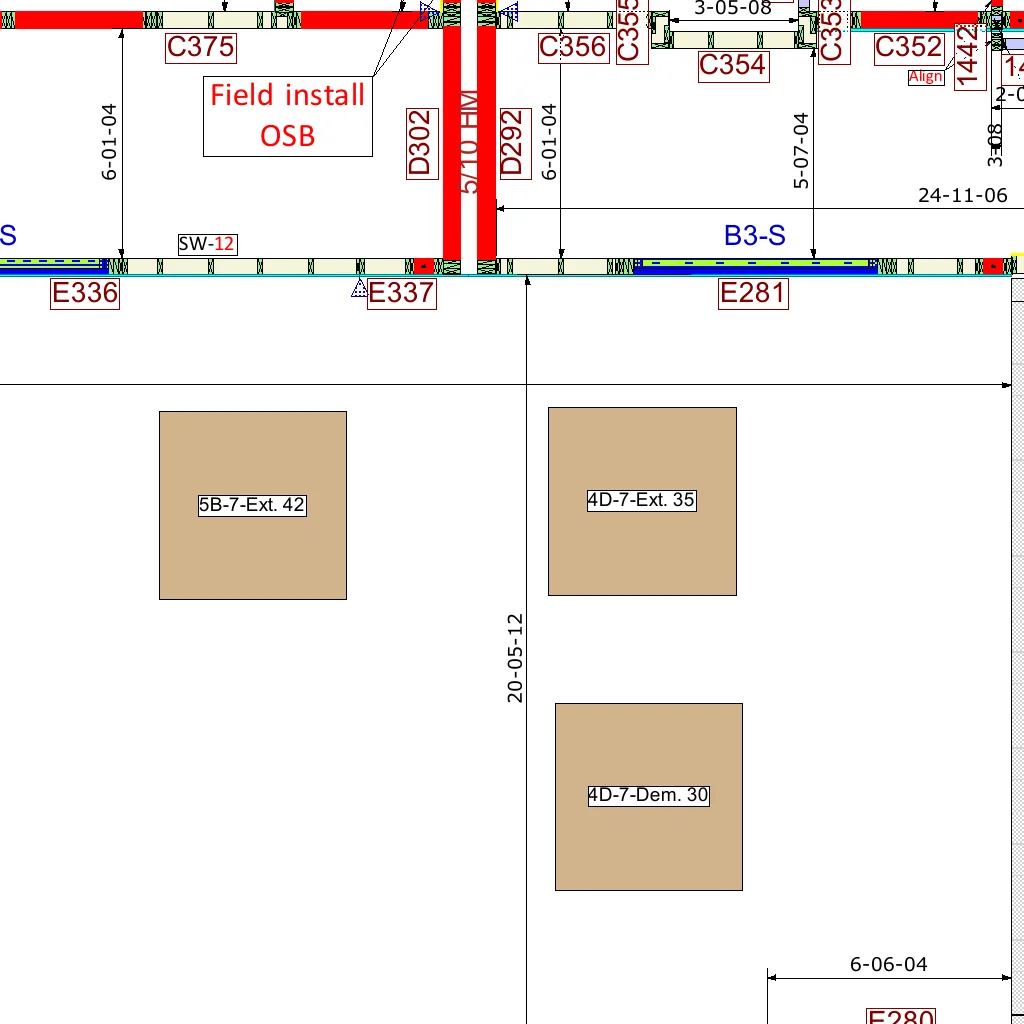 3-05-08
C375
C356
C355
C354
C353
C352
1442
Align
Field install
OSB
6-01-04
D302
5/10 HM
D292
6-01-04
5-07-04
3-08
24-11-06
B3-S
SW-12
E336
E337
E281
5B-7-Ext. 42
4D-7-Ext. 35
20-05-12
4D-7-Dem. 30
6-06-04
E280